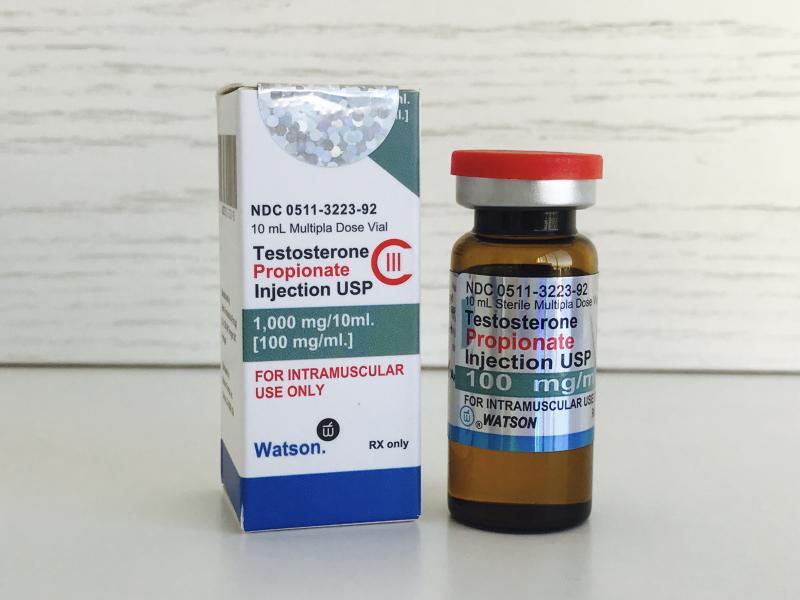 NDC 0511-3223-92
10 mL Multipla Dose Vial
Testosterone
Propionate
Injection USP
CIII
1,000 mg/10ml.
[100 mg/ml.]
FOR INTRAMUSCULAR
USE ONLY
Watson.
RX only
NDC 0511-3223-92
10 mL Sterile Multipla Dose
Testosterone
Propionate
Injection USP
100 mg/m
FOR INTRAMUSCULAR USE
® WATSON